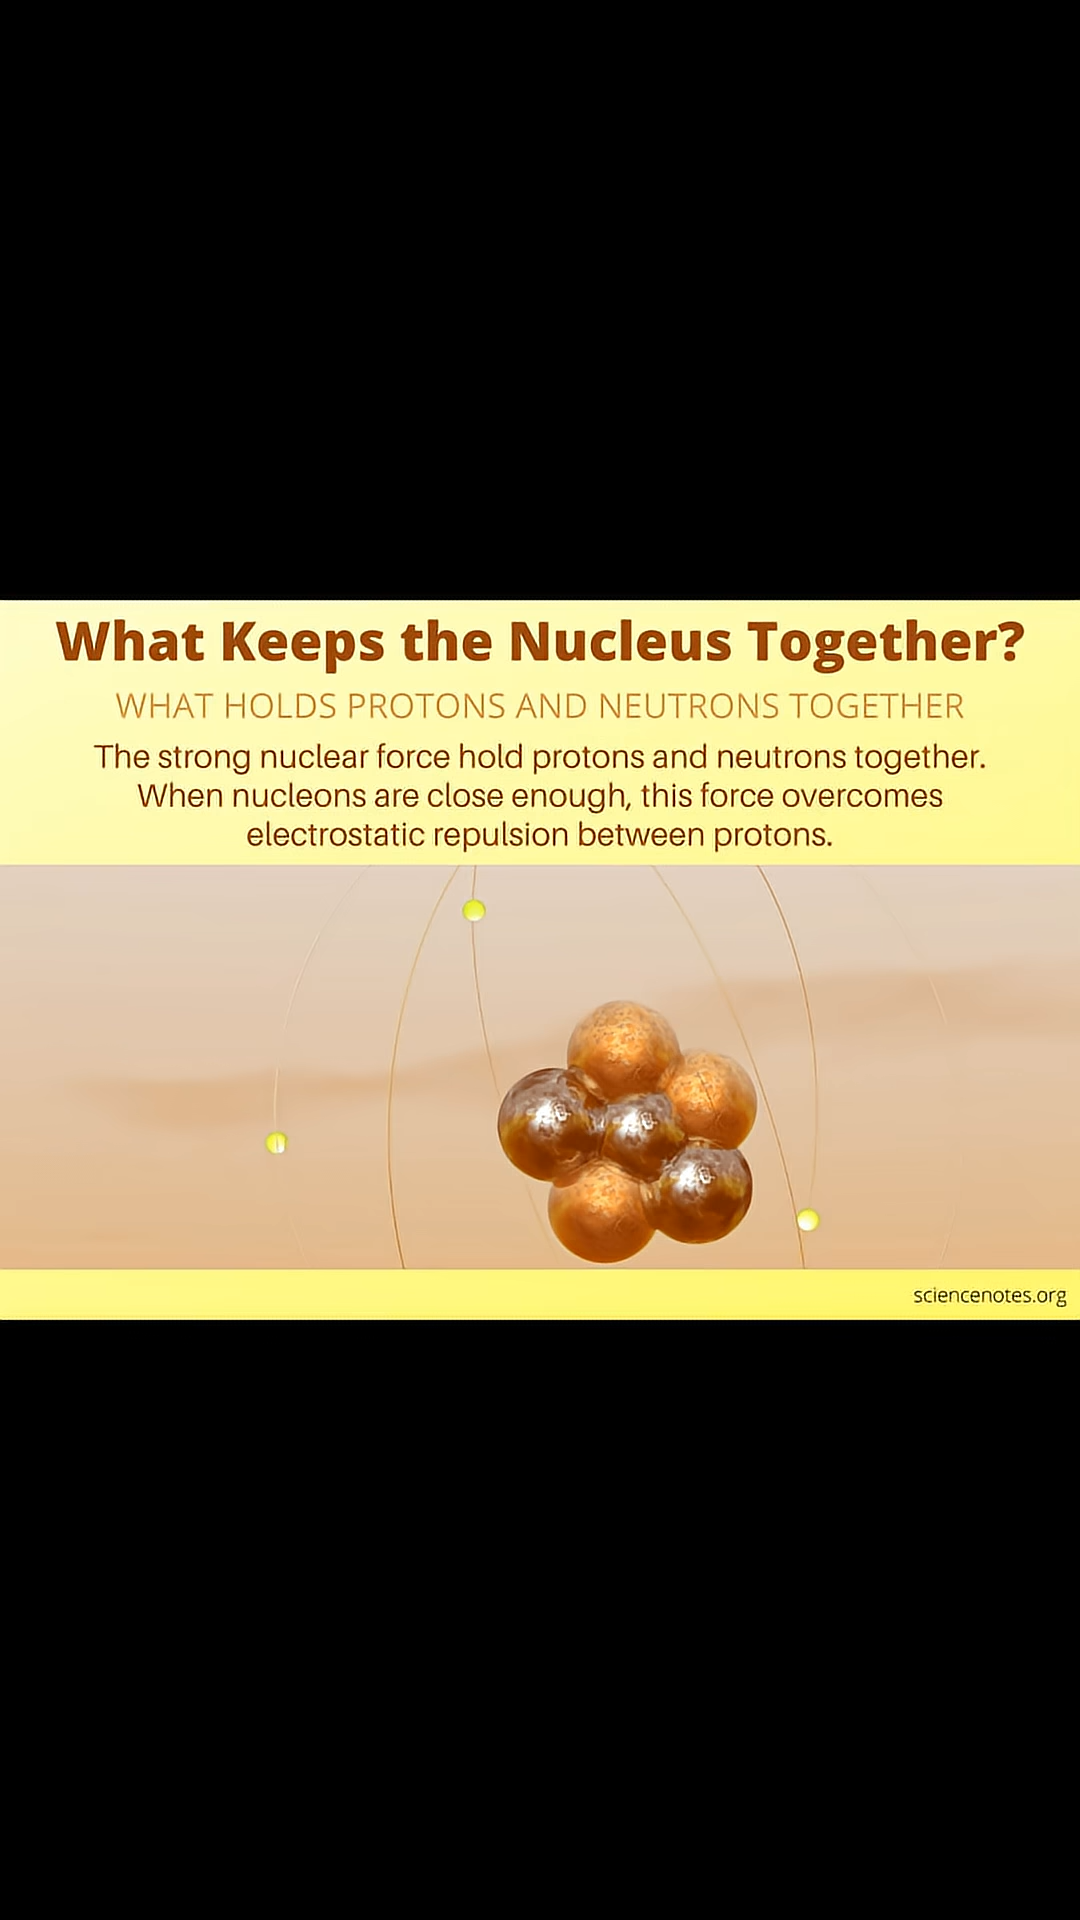 What Keeps the Nucleus Together?
WHAT HOLDS PROTONS AND NEUTRONS TOGETHER
The strong nuclear force hold protons and neutrons together.
When nucleons are close enough, this force overcomes
electrostatic repulsion between protons.
sciencenotes.org